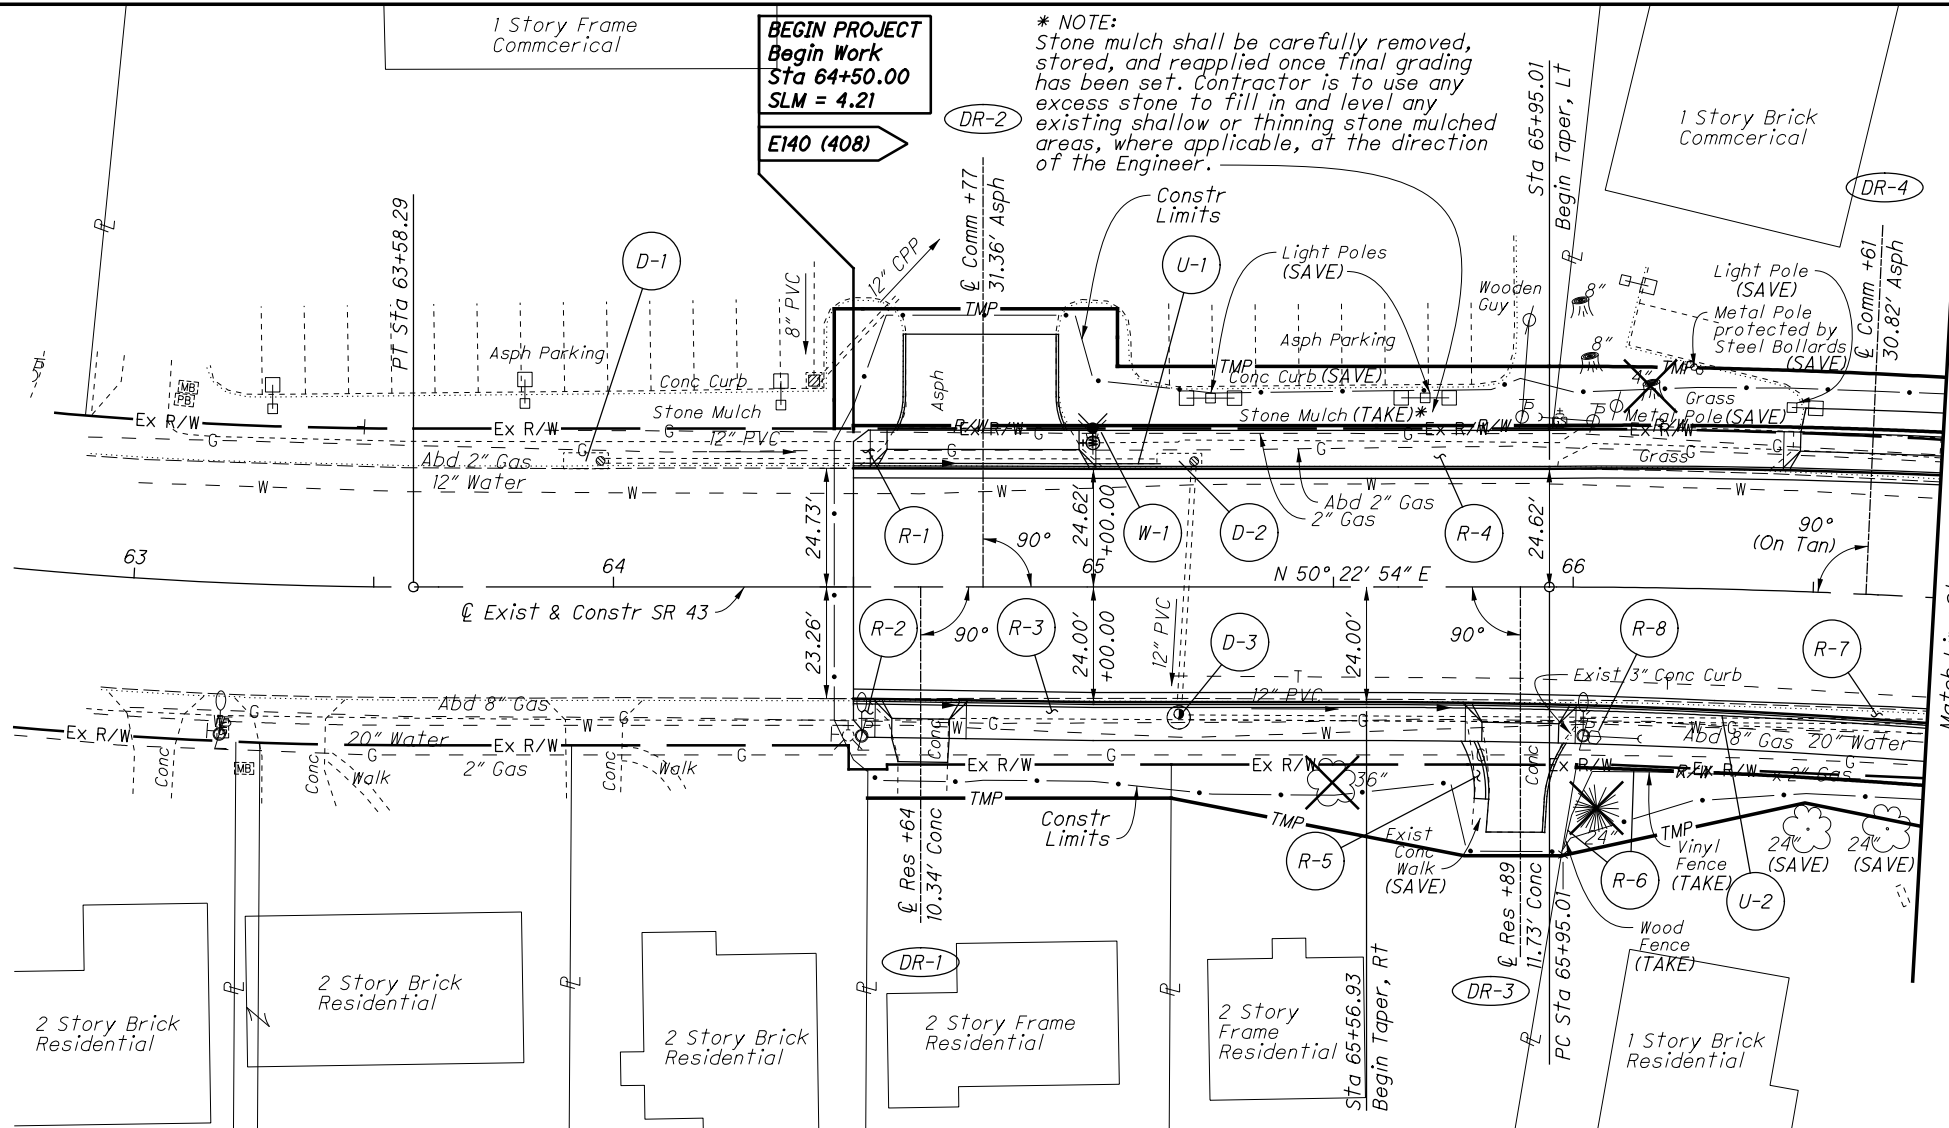 1 Story Frame
Commcerical
BEGIN PROJECT
Begin Work
Sta 64+50.00
SLM = 4.21
E140 (408)
* NOTE:
Stone mulch shall be carefully removed,
stored, and reapplied once final grading
has been set. Contractor is to use any
excess stone to fill in and level any
existing shallow or thinning stone mulched
areas, where applicable, at the direction
of the Engineer.
DR-2
Sta 65+95.01
Begin Taper, Lt
1 Story Brick
Commcerical
DR-4
PT Sta 63+58.29
D-1
8" PVC
12" CPP
℄ Comm +77
31.36' Asph
Constr
Limits
U-1
Light Poles
(SAVE)
Wooden
Guy
8"
8"
4"
Light Pole
(SAVE)
Metal Pole
protected by
Steel Bollards
(SAVE)
℄ Comm +61
30.82' Asph
TMP
TMP
TMP
Asph Parking
Asph Parking
Conc Curb
Conc Curb (SAVE)
Asph
Stone Mulch
Stone Mulch (TAKE)*
Grass
Metal Pole (SAVE)
MB
PB
Ex R/W
Ex R/W
Ex R/W
Ex R/W
R/W
Ex R/W
G
G
G
G
G
G
G
G
G
12" PVC
Abd 2" Gas
12" Water
Grass
W
W
W
W
W
Abd 2" Gas
2" Gas
24.73'
24.62'
+00.00
24.62'
R-1
W-1
D-2
R-4
90°
90°
(On Tan)
63
64
65
66
N 50° 22' 54" E
℄ Exist & Constr SR 43
23.26'
R-2
90°
R-3
24.00'
+00.00
12" PVC
D-3
24.00'
90°
R-8
R-7
Exist 3" Conc Curb
T
T
12" PVC
Abd 8" Gas
20" Water
2" Gas
G
W
G
G
G
W
G
W
G
W
G
G
Abd 8" Gas
20" Water
2" Gas
Ex R/W
Ex R/W
Ex R/W
Ex R/W
Ex R/W
R/W
Ex R/W
MB
Conc
Conc
Walk
Conc
Walk
Conc
Conc
TMP
TMP
TMP
36"
24"
Constr
Limits
Exist
Conc
Walk
(SAVE)
R-5
R-6
Vinyl
Fence
(TAKE)
24"
(SAVE)
24"
(SAVE)
U-2
℄ Res +64
10.34' Conc
℄ Res +89
11.73' Conc
PC Sta 65+95.01
Wood
Fence
(TAKE)
DR-1
DR-3
Sta 65+56.93
Begin Taper, Rt
2 Story Brick
Residential
2 Story Brick
Residential
2 Story Brick
Residential
2 Story Frame
Residential
2 Story
Frame
Residential
1 Story Brick
Residential